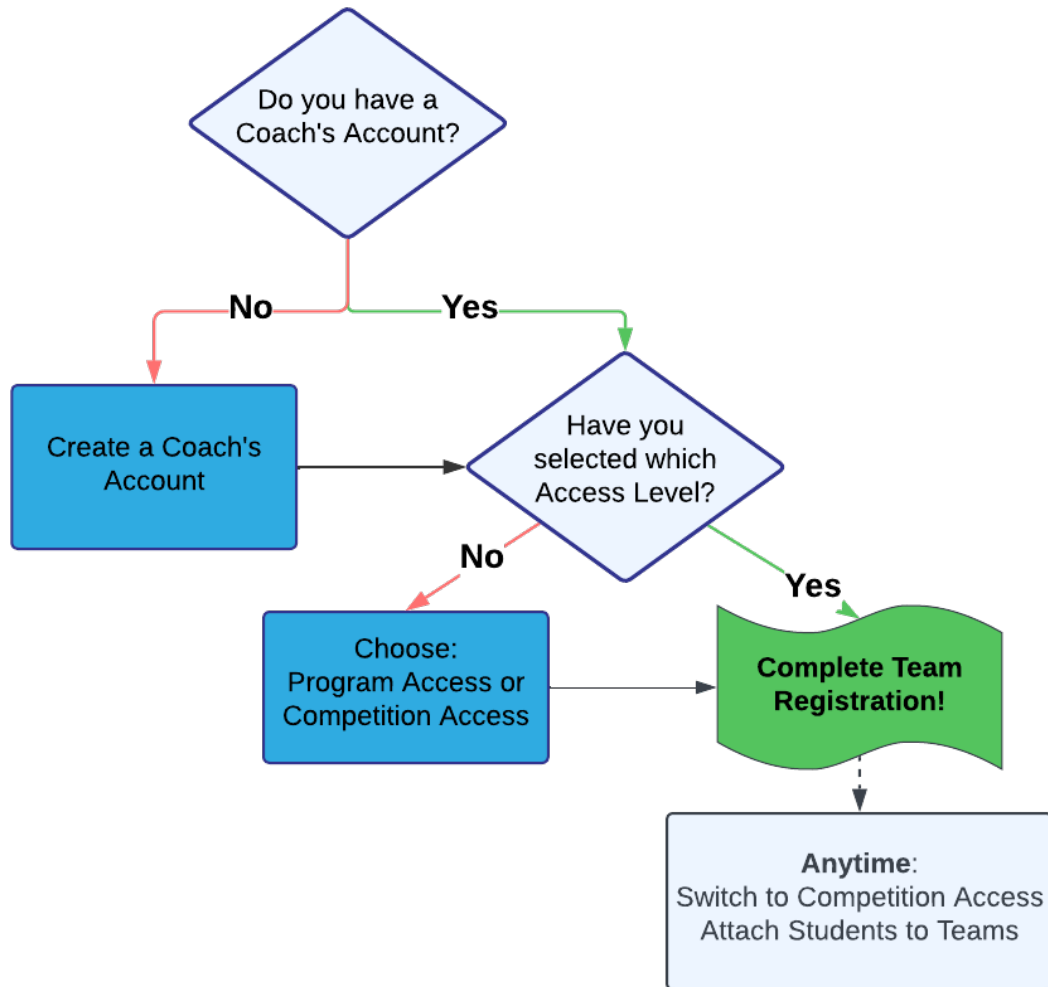 Do you have a
Coach's Account?
No
Yes
Create a Coach's
Account
Have you
selected which
Access Level?
No
Yes
Choose:
Program Access or
Competition Access
Complete Team
Registration!
Anytime:
Switch to Competition Access
Attach Students to Teams